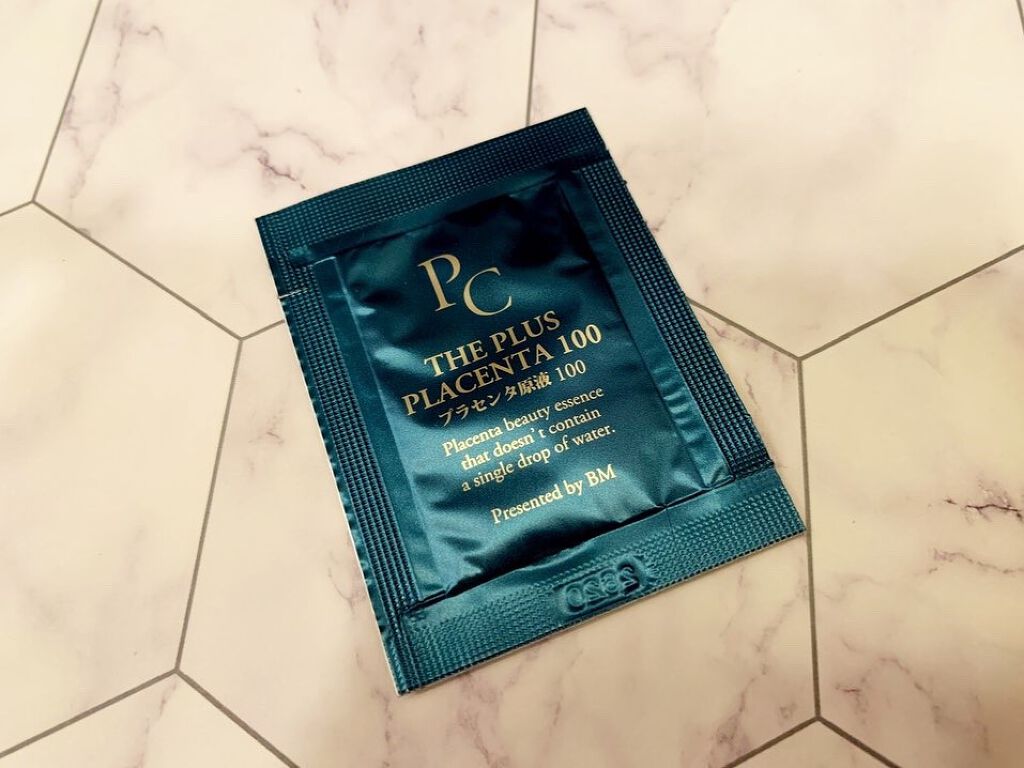 PC
THE PLUS
PLACENTA 100
プラセンタ原液 100
Placenta beauty essence
that doesn't contain
a single drop of water.
Presented by BM